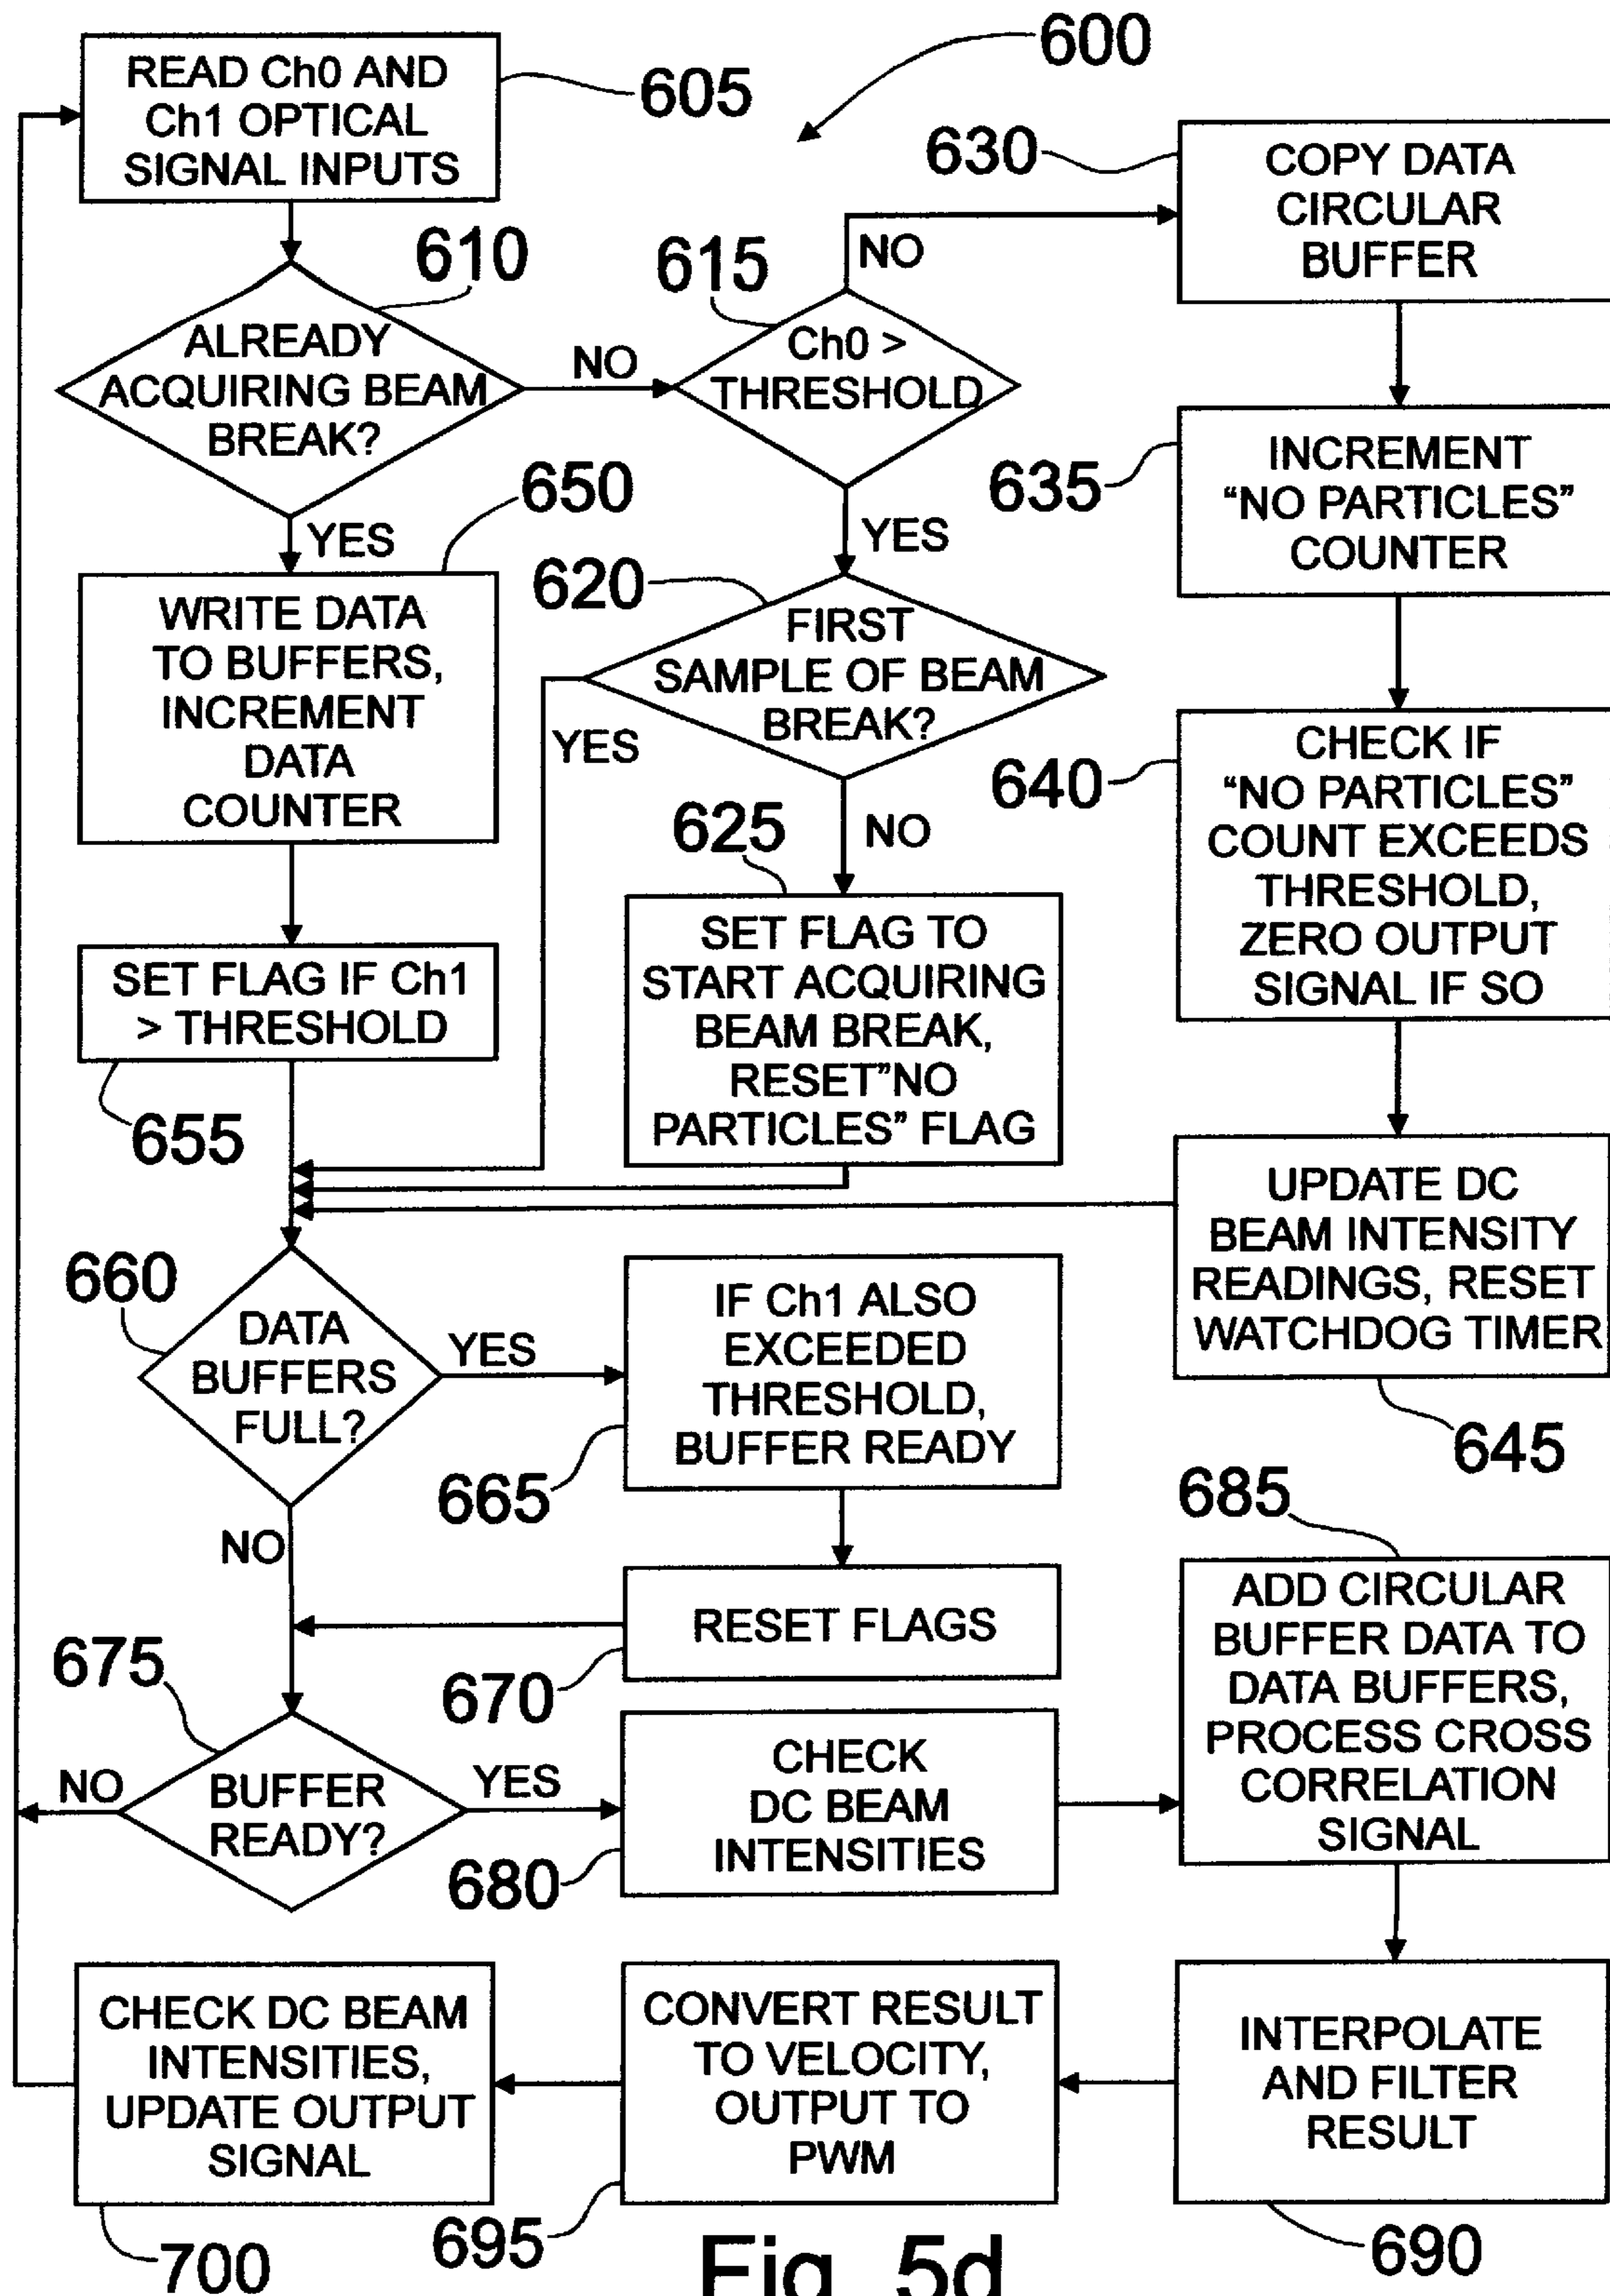 600
READ Ch0 AND
Ch1 OPTICAL
SIGNAL INPUTS
605
630
COPY DATA
CIRCULAR
BUFFER
610
615
NO
ALREADY
ACQUIRING BEAM
BREAK?
NO
Ch0 >
THRESHOLD
YES
YES
635
INCREMENT
“NO PARTICLES”
COUNTER
650
WRITE DATA
TO BUFFERS,
INCREMENT
DATA
COUNTER
620
FIRST
SAMPLE OF BEAM
BREAK?
YES
NO
640
CHECK IF
“NO PARTICLES”
COUNT EXCEEDS
THRESHOLD,
ZERO OUTPUT
SIGNAL IF SO
625
SET FLAG TO
START ACQUIRING
BEAM BREAK,
RESET”NO
PARTICLES” FLAG
SET FLAG IF Ch1
> THRESHOLD
655
UPDATE DC
BEAM INTENSITY
READINGS, RESET
WATCHDOG TIMER
645
660
DATA
BUFFERS
FULL?
YES
NO
IF Ch1 ALSO
EXCEEDED
THRESHOLD,
BUFFER READY
665
RESET FLAGS
670
675
BUFFER
READY?
NO
YES
CHECK
DC BEAM
INTENSITIES
680
685
ADD CIRCULAR
BUFFER DATA TO
DATA BUFFERS,
PROCESS CROSS
CORRELATION
SIGNAL
CHECK DC BEAM
INTENSITIES,
UPDATE OUTPUT
SIGNAL
700
CONVERT RESULT
TO VELOCITY,
OUTPUT TO
PWM
695
INTERPOLATE
AND FILTER
RESULT
690
Fig. 5d